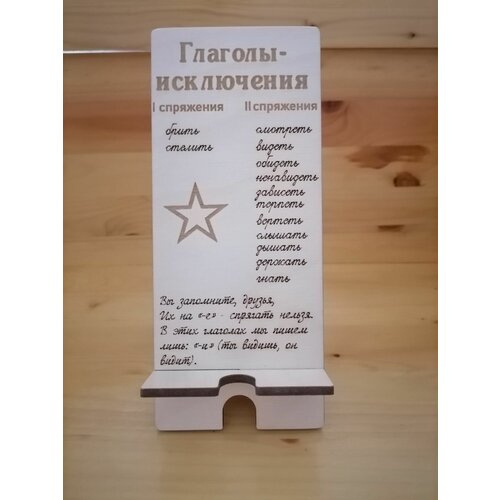 Глаголы-
исключения
I спряжения II спряжения
брить смотреть
стелить видеть
обидеть
ненавидеть
зависеть
терпеть
вертеть
слышать
дышать
держать
гнать
Вы запомните, друзья,
Их на «-е» - спрягать нельзя.
В этих глаголах мы пишем
лишь: «-и» (ты видишь, он
видит).